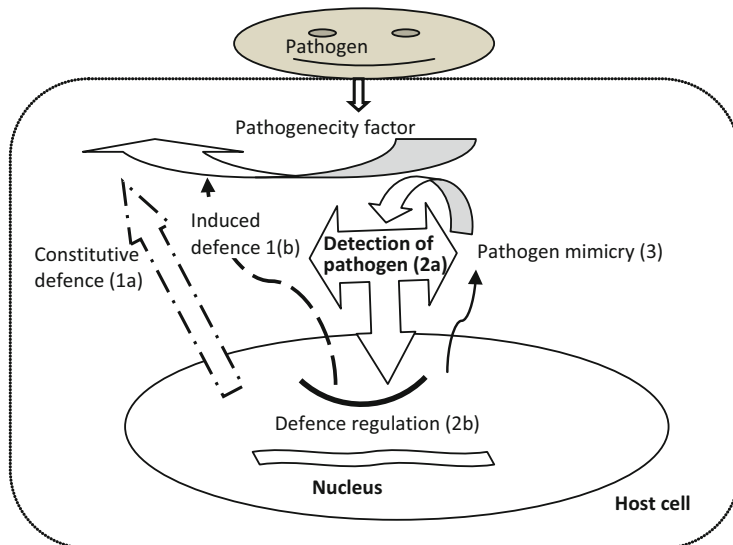 Pathogen
Pathogenecity factor
Induced
defence 1(b)
Constitutive
defence (1a)
Detection of
pathogen (2a)
Pathogen mimicry (3)
Defence regulation (2b)
Nucleus
Host cell